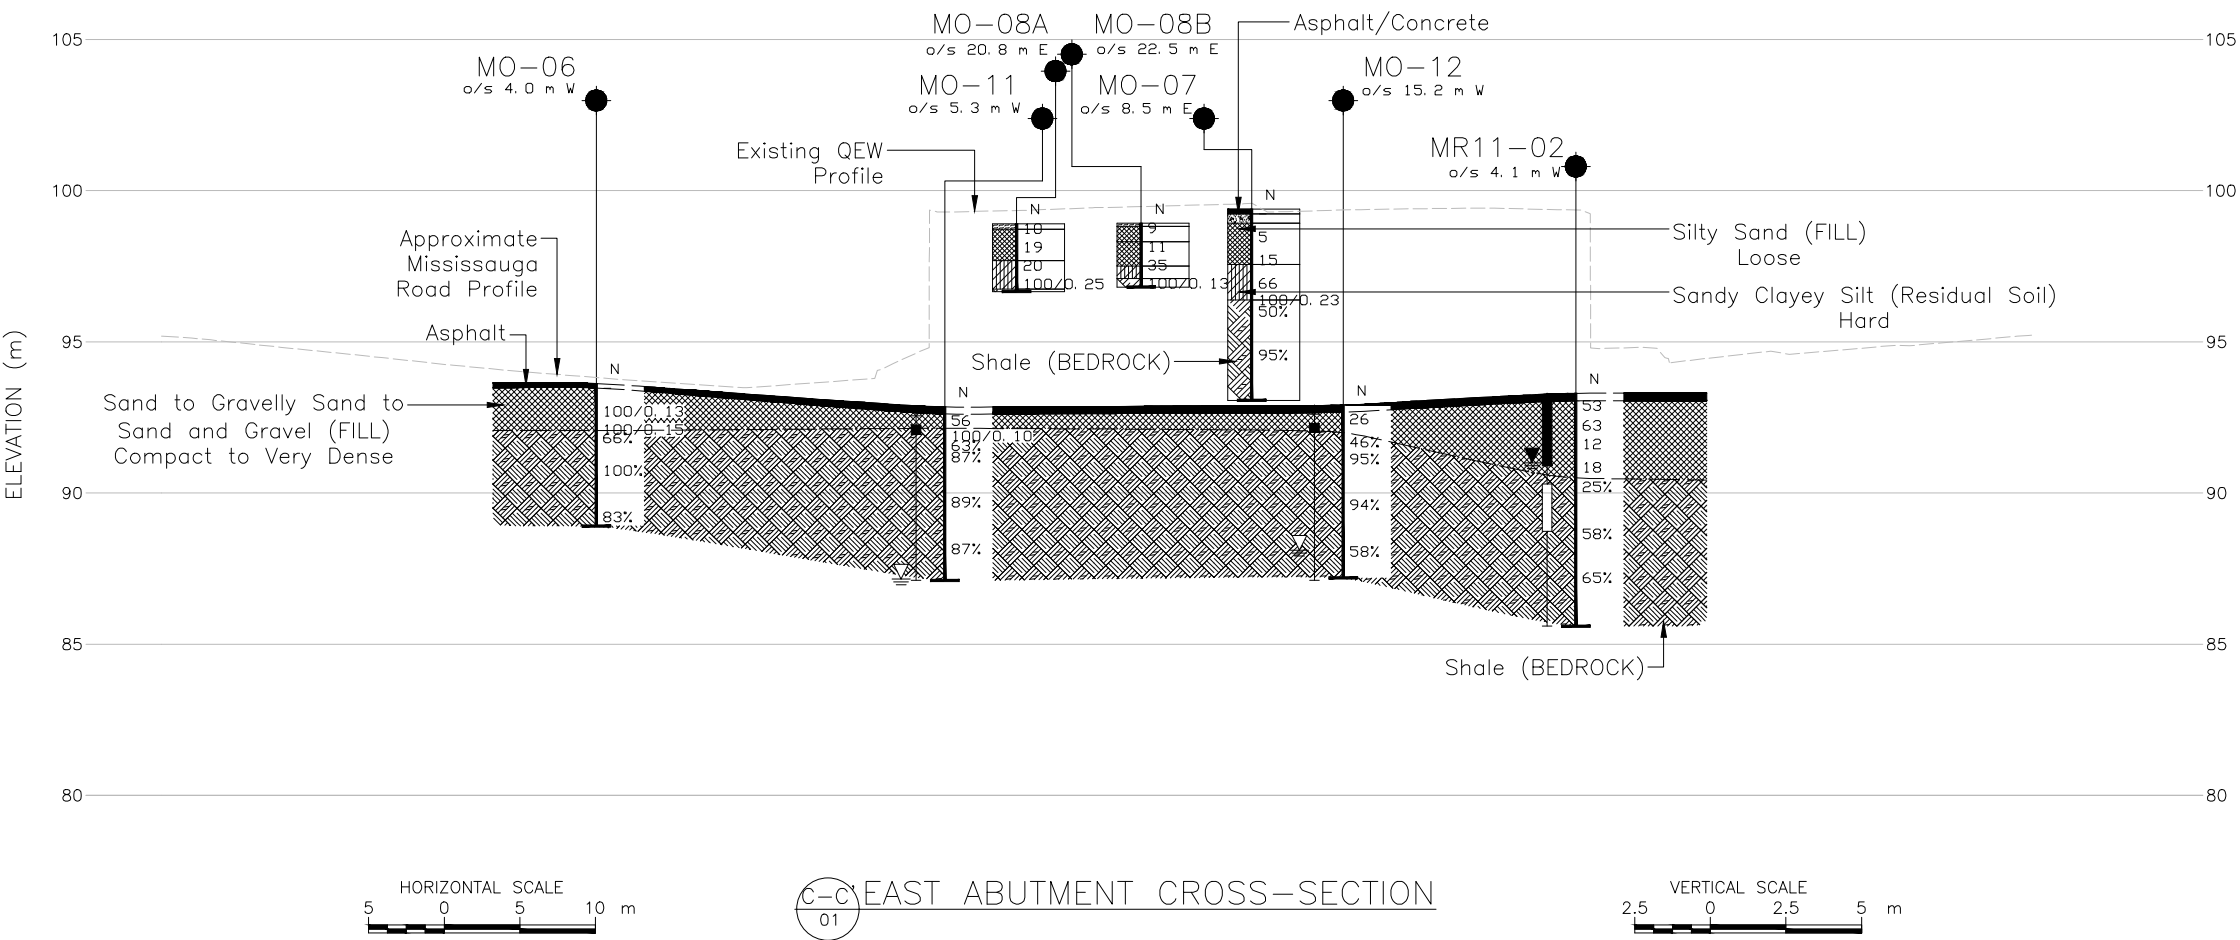 MO-08A
o/s 20.8 m E
MO-08B
o/s 22.5 m E
Asphalt/Concrete
105
105
MO-06
o/s 4.0 m W
MO-11
o/s 5.3 m W
MO-07
o/s 8.5 m E
MO-12
o/s 15.2 m W
MR11-02
o/s 4.1 m W
Existing QEW
Profile
100
100
N
10
19
20
100/0.25
N
9
11
35
100/0.13
N
5
15
66
100/0.23
50%
95%
Silty Sand (FILL)
Loose
Sandy Clayey Silt (Residual Soil)
Hard
Approximate
Mississauga
Road Profile
Asphalt
95
95
Shale (BEDROCK)
ELEVATION (m)
Sand to Gravelly Sand to
Sand and Gravel (FILL)
Compact to Very Dense
N
100/0.13
100/0.15
66%
100%
83%
N
56
100/0.10
63%
87%
89%
87%
N
26
46%
95%
94%
58%
N
53
63
12
18
25%
58%
65%
90
90
85
85
Shale (BEDROCK)
80
80
HORIZONTAL SCALE
5 0 5 10 m
C-C'
01
EAST ABUTMENT CROSS-SECTION
VERTICAL SCALE
2.5 0 2.5 5 m